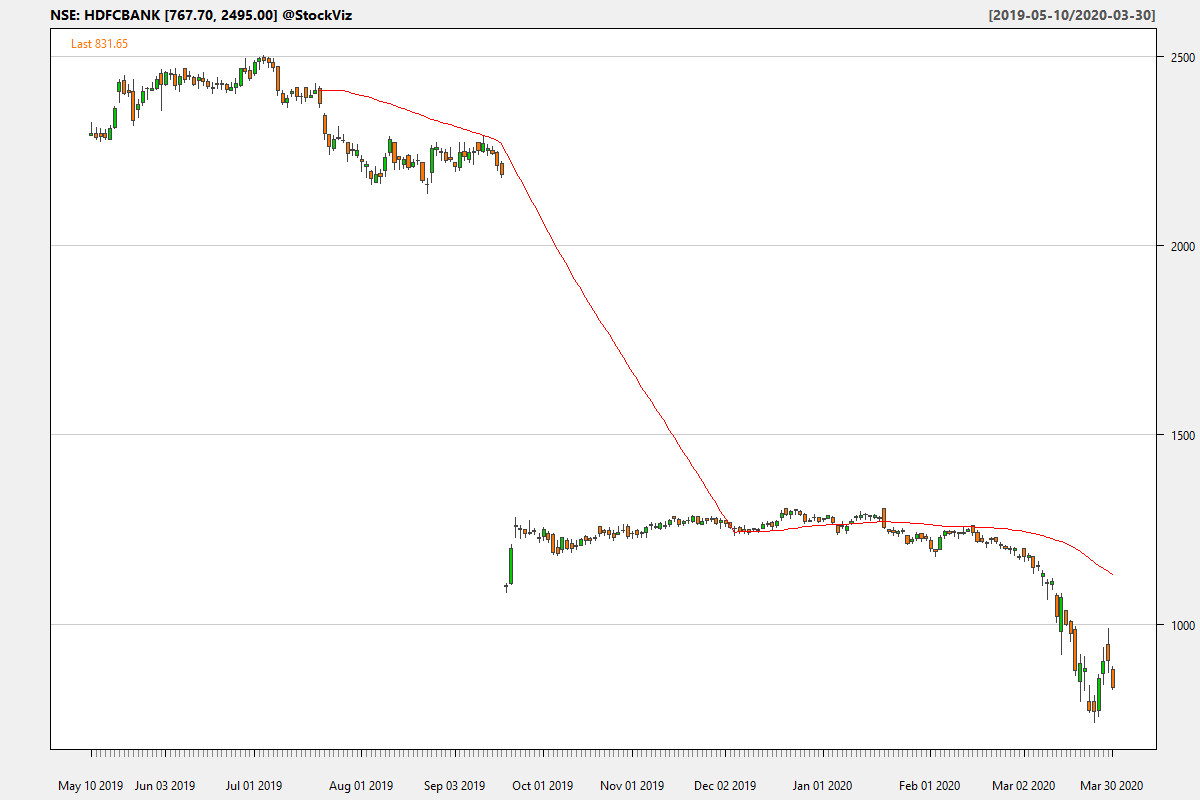 NSE: HDFCBANK [767.70, 2495.00] @StockViz
[2019-05-10/2020-03-30]
Last 831.65
2500
2000
1500
1000
May 10 2019 Jun 03 2019 Jul 01 2019 Aug 01 2019 Sep 03 2019 Oct 01 2019 Nov 01 2019 Dec 02 2019 Jan 01 2020 Feb 01 2020 Mar 02 2020 Mar 30 2020